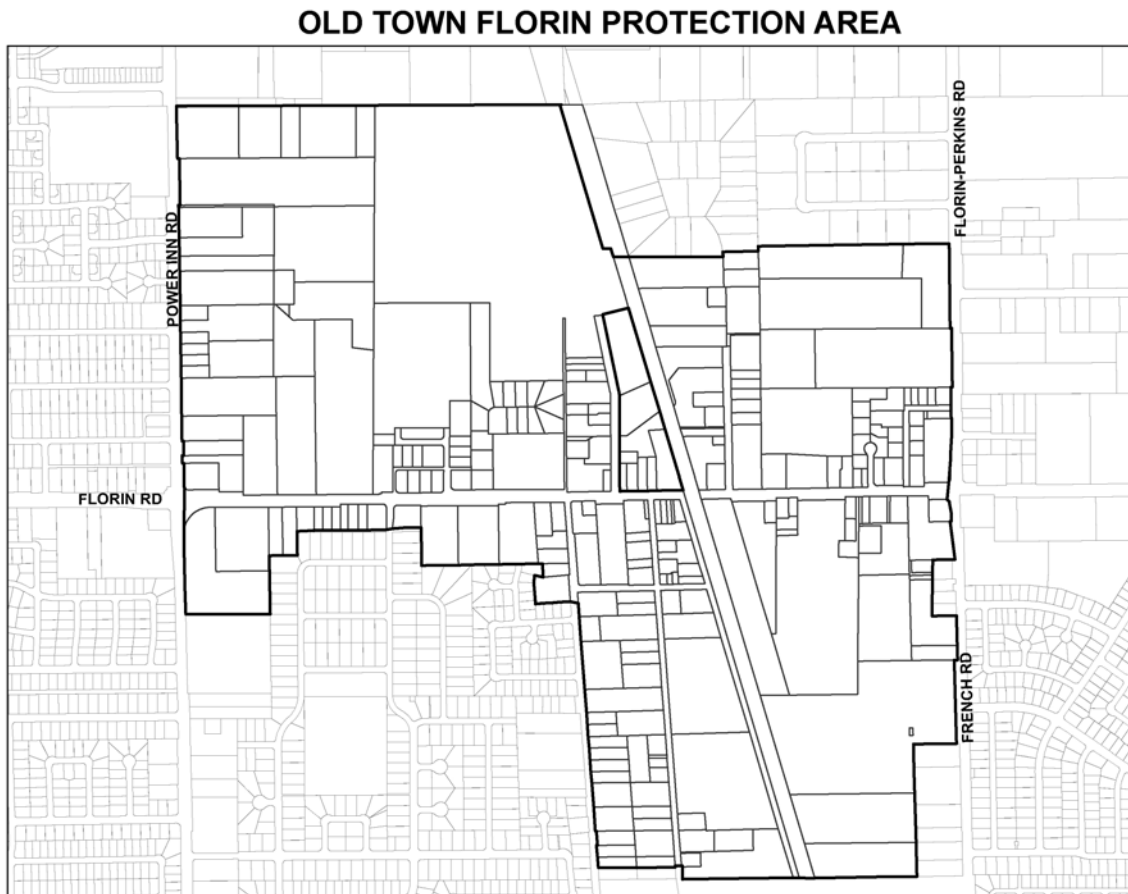 OLD TOWN FLORIN PROTECTION AREA
FLORIN-PERKINS RD
POWER INN RD
FLORIN RD
FRENCH RD